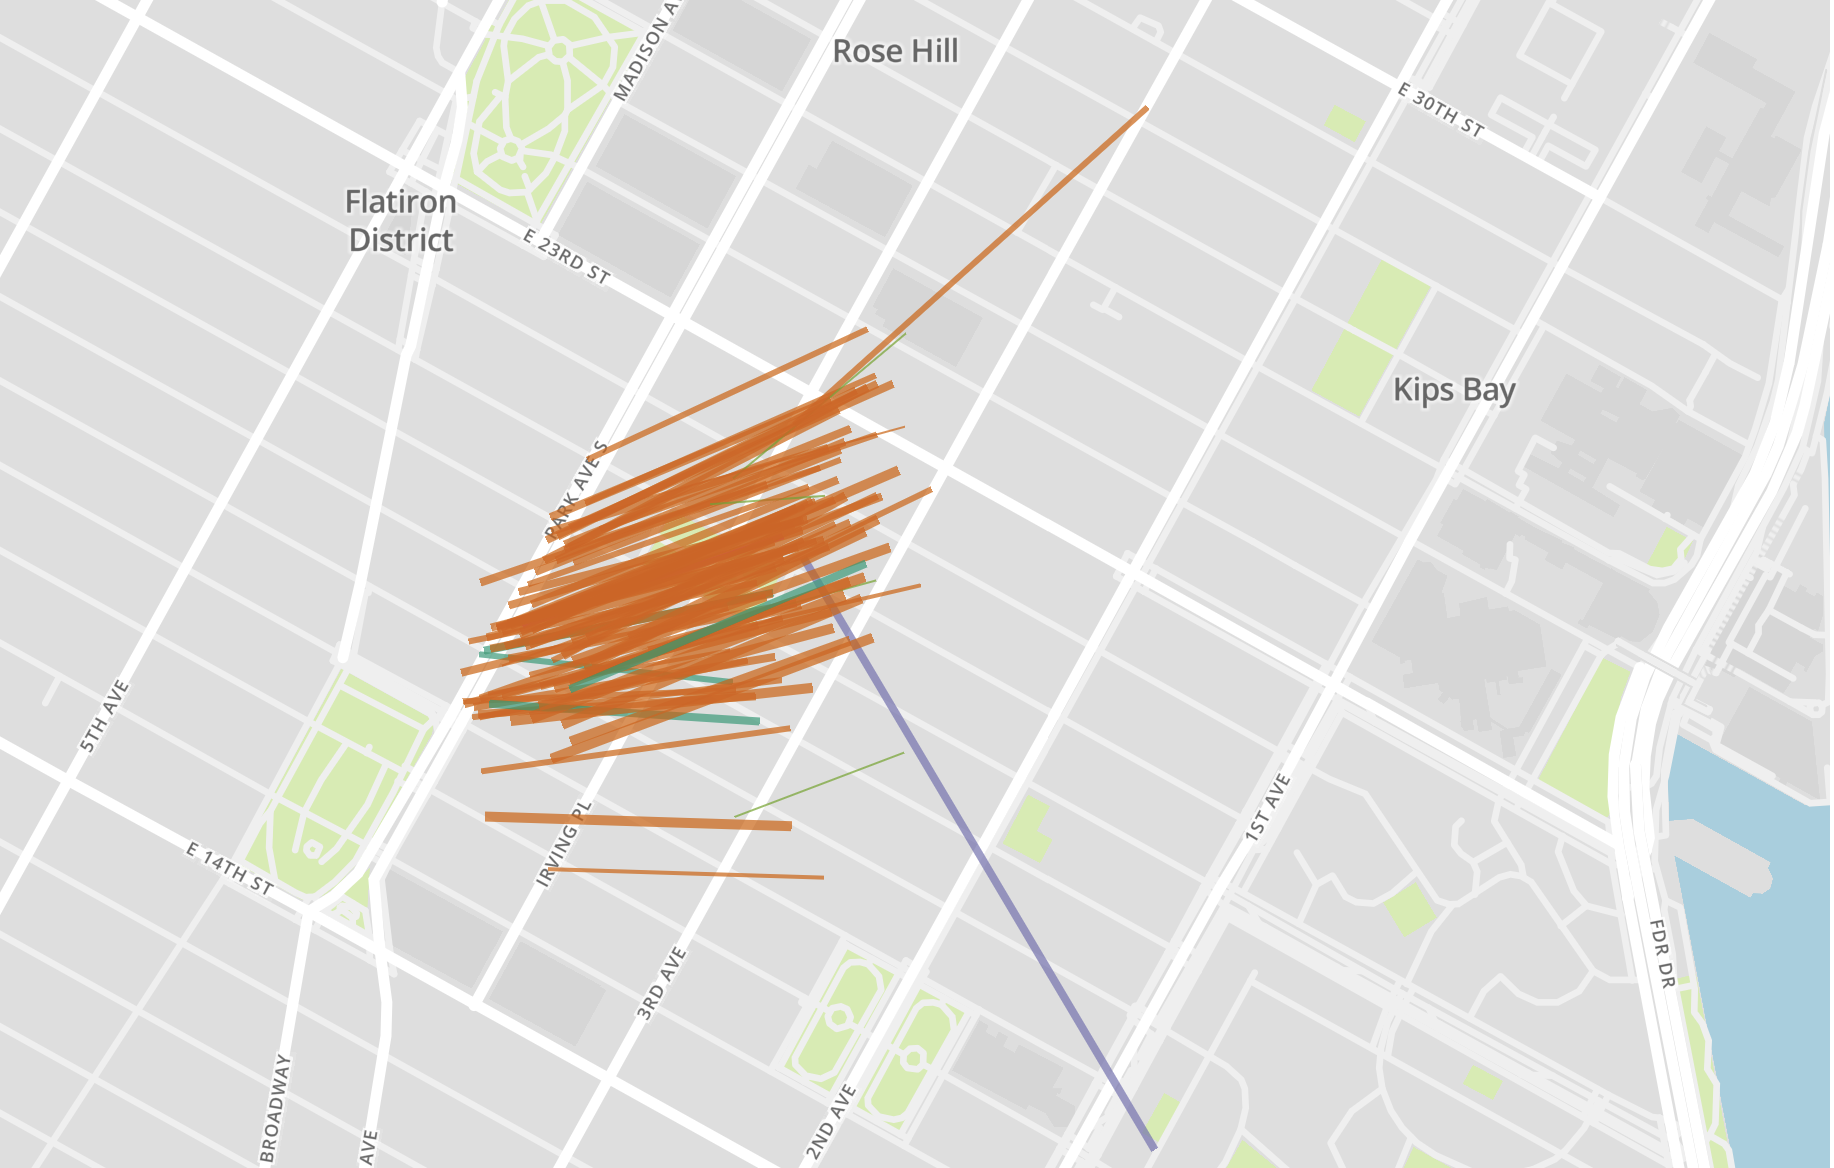 MADISON A
Rose Hill
E 30TH ST
Flatiron
District
E 23RD ST
Kips Bay
PARK AVE S
5TH AVE
1ST AVE
IRVING PL
E 14TH ST
FDR DR
3RD AVE
BROADWAY
AVE
2ND AVE